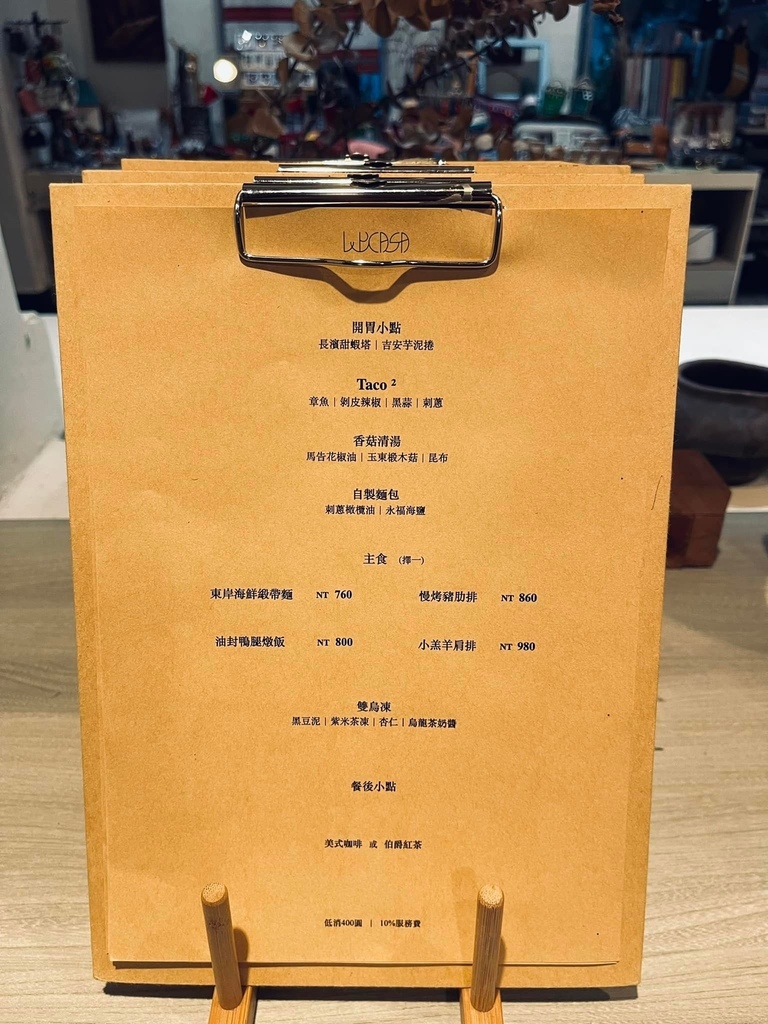 WYCASA
開胃小點
長濱甜蝦塔 | 吉安芋泥捲
Taco ²
章魚 | 剝皮辣椒 | 黑蒜 | 刺蔥
香菇清湯
馬告花椒油 | 玉東椴木菇 | 昆布
自製麵包
刺蔥橄欖油 | 永福海鹽
主食 (擇一)
東岸海鮮緞帶麵 NT 760 慢烤豬肋排 NT 860
油封鴨腿燉飯 NT 800 小羔羊肩排 NT 980
雙烏凍
黑豆泥 | 紫米茶凍 | 杏仁 | 烏龍茶奶醬
餐後小點
美式咖啡 或 伯爵紅茶
低消400圓 | 10%服務費